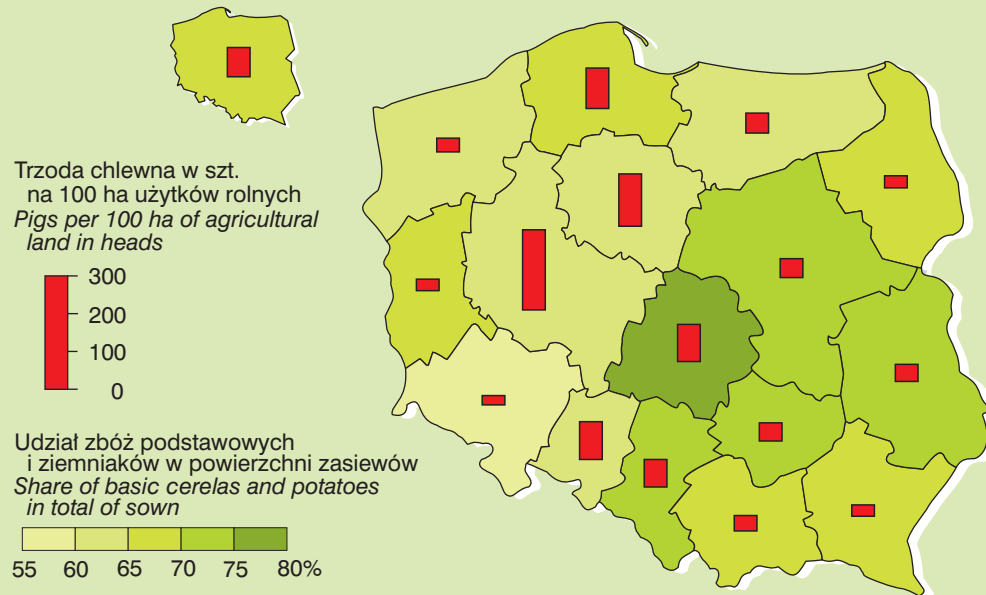 Trzoda chlewna w szt.
na 100 ha użytków rolnych
Pigs per 100 ha of agricultural
land in heads
300
200
100
0
Udział zbóż podstawowych
i ziemniaków w powierzchni zasiewów
Share of basic cerelas and potatoes
in total of sown
55 60 65 70 75 80%